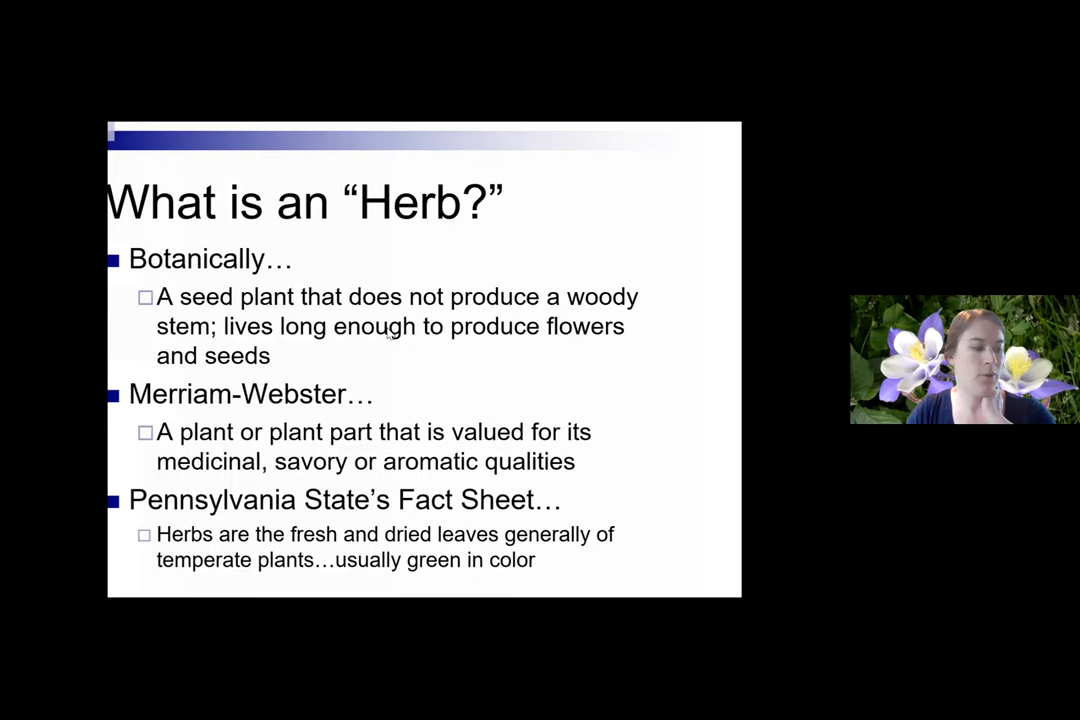 What is an “Herb?”
Botanically…
A seed plant that does not produce a woody
stem; lives long enough to produce flowers
and seeds
Merriam-Webster…
A plant or plant part that is valued for its
medicinal, savory or aromatic qualities
Pennsylvania State’s Fact Sheet…
Herbs are the fresh and dried leaves generally of
temperate plants…usually green in color